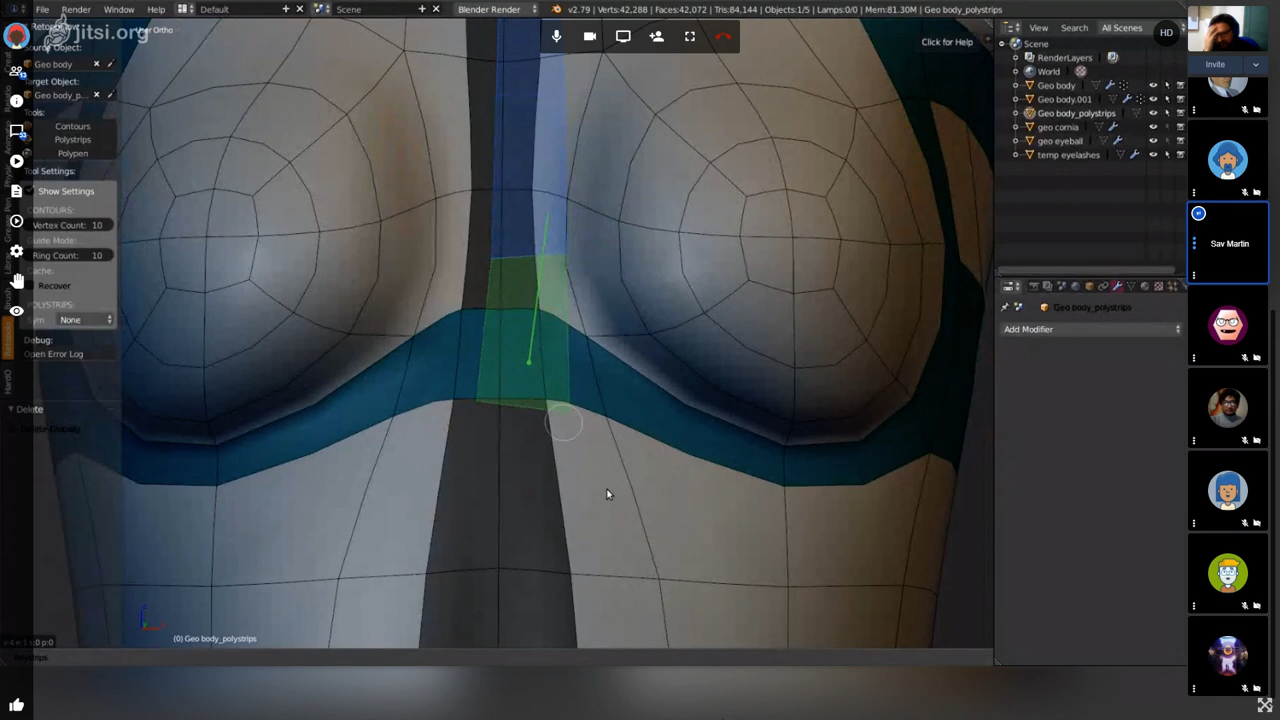 File Render Window Help
Default
Scene
Blender Render
v2.79 | Verts:42,288 | Faces:42,072 | Tris:84,144 | Objects:1/5 | Lamps:0/0 | Mem:81.30M | Geo body_polystrips
View Search All Scenes
jitsi.org
User Ortho
Click for Help
HD
Invite
Source Object:
Geo body
Target Object:
Geo body_p...
Tools:
Contours
Polystrips
Polypen
Tool Settings:
Show Settings
CONTOURS:
Vertex Count: 10
Guide Mode:
Ring Count: 10
Cache:
Recover
POLYSTRIPS:
Sym None
Debug:
Open Error Log
Delete
Delete Globally
Scene
RenderLayers
World
Geo body
Geo body.001
Geo body_polystrips
geo cornia
geo eyeball
temp eyelashes
Sav Martin
Geo body_polystrips
Add Modifier
(0) Geo body_polystrips
Polystrips